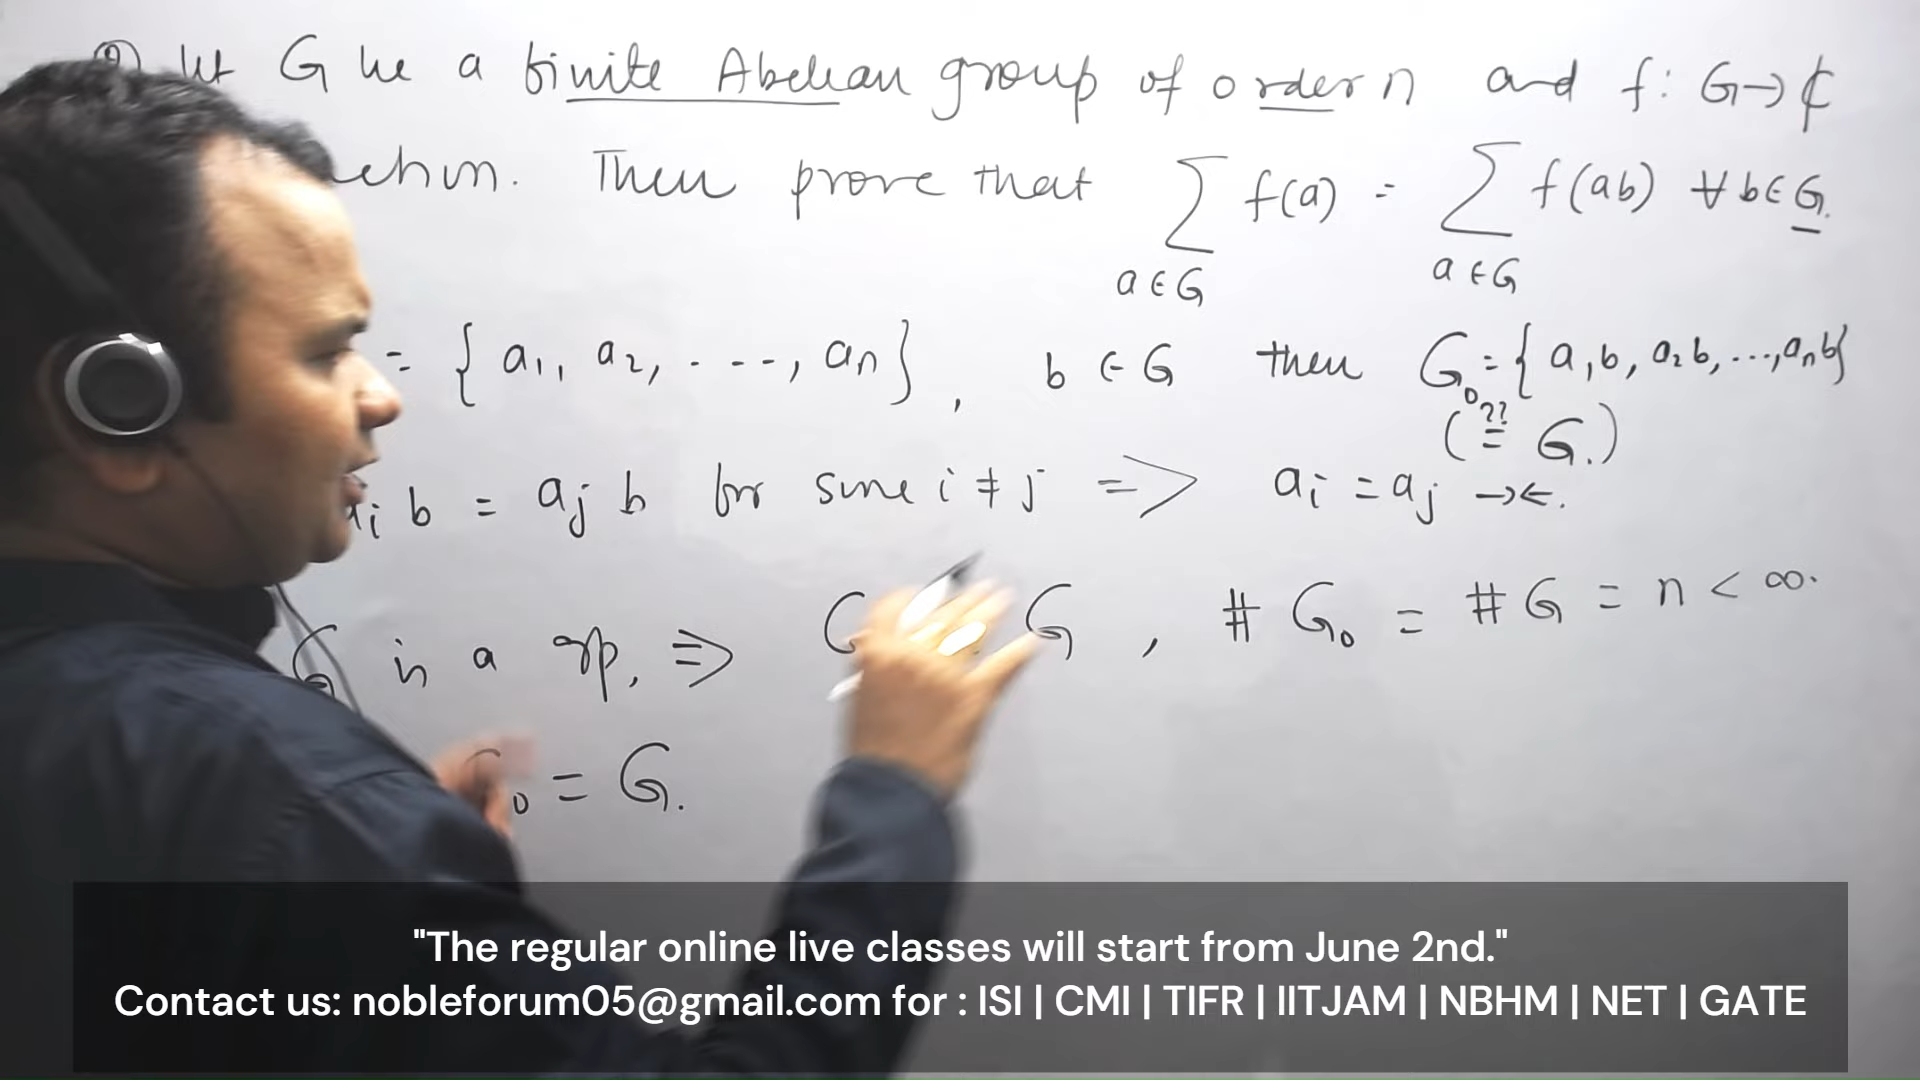 let G be a finite Abelian group of order n and f: G→ ₵
Then prove that ∑ f(a) = ∑ f(ab) ∀ b∈G.
a∈G a∈G
= { a₁, a₂, ..., aₙ}, b ∈ G then G₀ = { a₁b, a₂b, ..., aₙb}
(≟?? G.)
aᵢ b = aⱼ b for some i ≠ j => aᵢ = aⱼ →←.
G is a gp, => G G, # G₀ = # G = n < ∞.
G₀ = G.
"The regular online live classes will start from June 2nd."
Contact us: nobleforum05@gmail.com for : ISI | CMI | TIFR | IITJAM | NBHM | NET | GATE